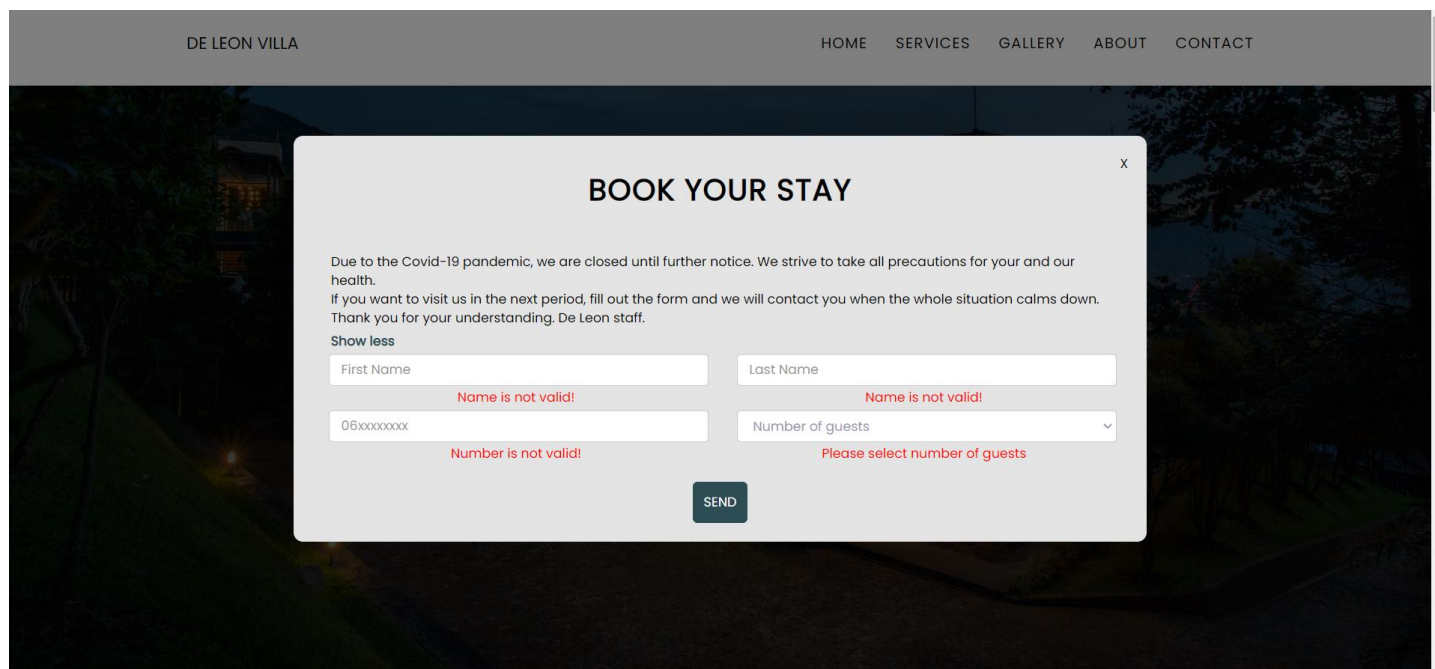 DE LEON VILLA
HOME SERVICES GALLERY ABOUT CONTACT
X
BOOK YOUR STAY
Due to the Covid-19 pandemic, we are closed until further notice. We strive to take all precautions for your and our
health.
If you want to visit us in the next period, fill out the form and we will contact you when the whole situation calms down.
Thank you for your understanding. De Leon staff.
Show less
First Name
Last Name
Name is not valid!
Name is not valid!
06xxxxxxxx
Number of guests
Number is not valid!
Please select number of guests
SEND